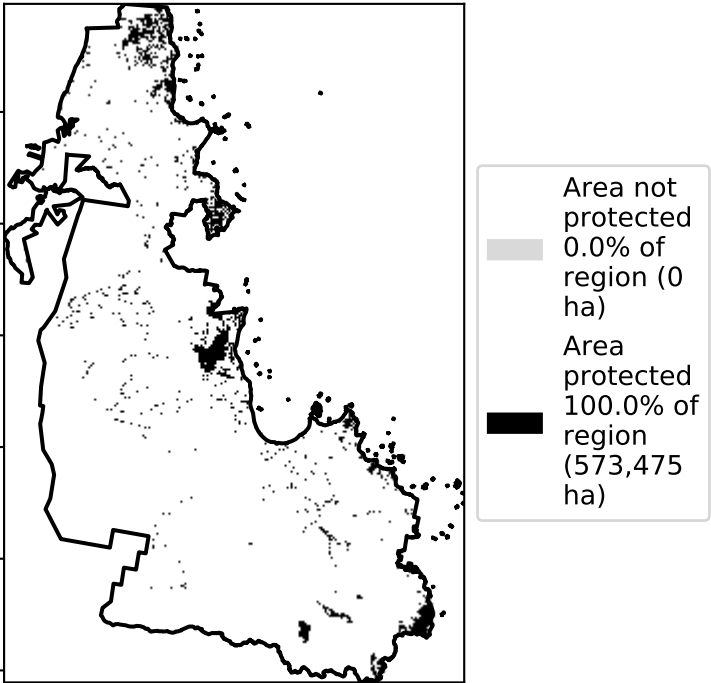 Area not
protected
0.0% of
region (0
ha)
Area
protected
100.0% of
region
(573,475
ha)